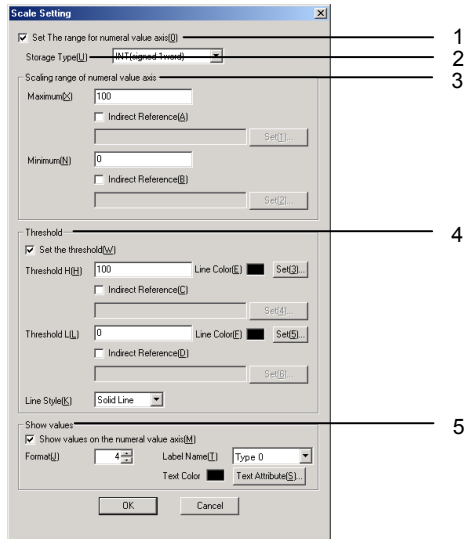 Scale Setting
Set The range for numeral value axis(0) 1
Storage Type(U) INT(signed 1word) 2
Scaling range of numeral value axis 3
Maximum(X) 100
Indirect Reference(A)
Set(1)...
Minimum(N) 0
Indirect Reference(B)
Set(2)...
Threshold 4
Set the threshold(W)
Threshold H(H) 100 Line Color(E) Set(3)...
Indirect Reference(C)
Set(4)...
Threshold L(L) 0 Line Color(F) Set(5)...
Indirect Reference(D)
Set(6)...
Line Style(K) Solid Line
Show values 5
Show values on the numeral value axis(M)
Format(J) 4 Label Name(T) Type 0
Text Color Text Attribute(S)...
OK Cancel